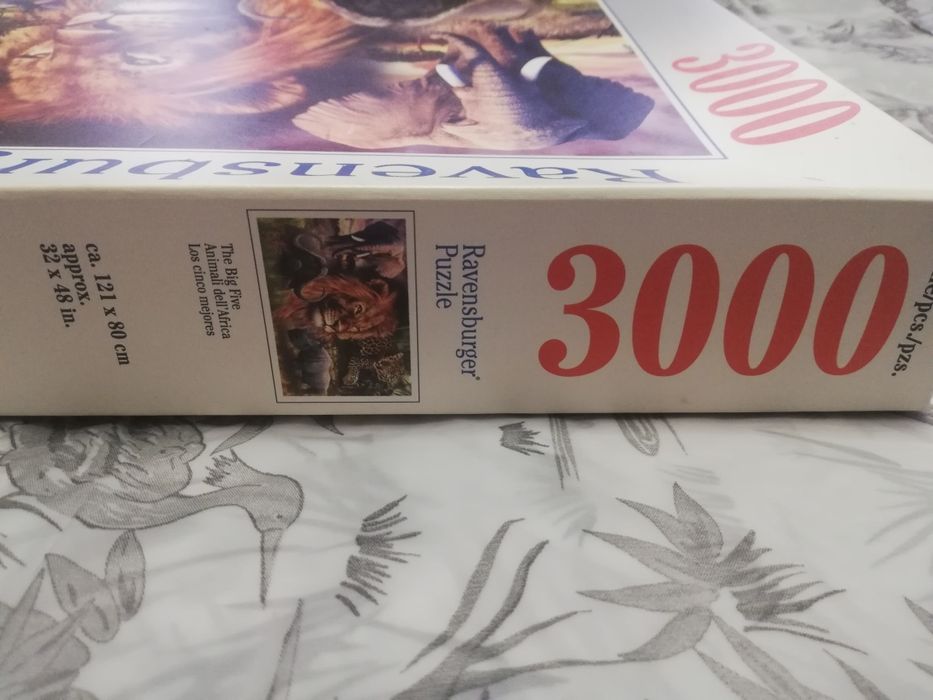 3000
Ravensbur
3000
Ravensburger®
Puzzle
The Big Five
Animali dell'Africa
Los cinco mejores
ca. 121 x 80 cm
approx.
32 x 48 in.
pcs./pzs.